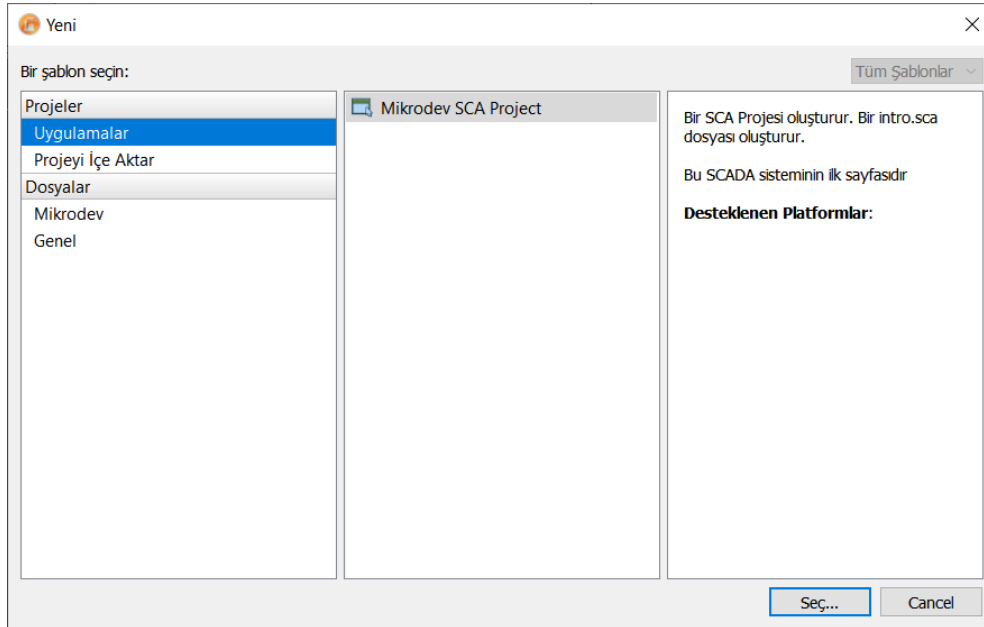 Yeni
Bir şablon seçin:
Tüm Şablonlar
Projeler
Uygulamalar
Projeyi İçe Aktar
Dosyalar
Mikrodev
Genel
Mikrodev SCA Project
Bir SCA Projesi oluşturur. Bir intro.sca
dosyası oluşturur.
Bu SCADA sisteminin ilk sayfasıdır
Desteklenen Platformlar:
Seç...
Cancel